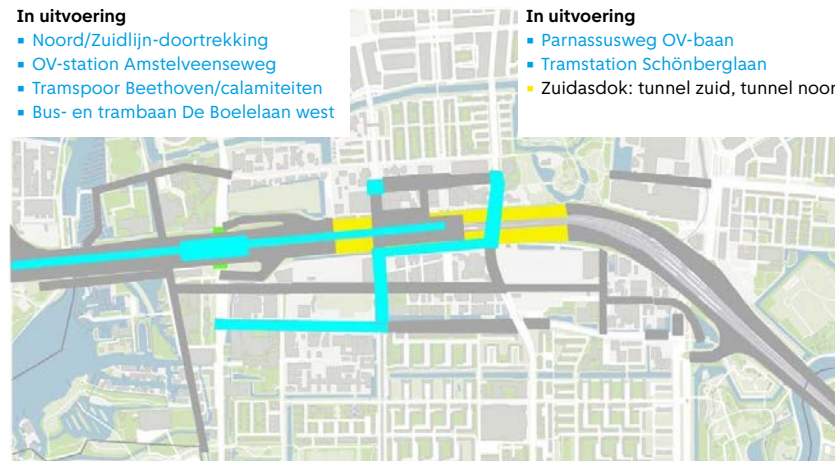 In uitvoering
Noord/Zuidlijn-doortrekking
OV-station Amstelveenseweg
Tramspoor Beethoven/calamiteiten
Bus- en trambaan De Boelelaan west
In uitvoering
Parnassusweg OV-baan
Tramstation Schönberglaan
Zuidasdok: tunnel zuid, tunnel noor